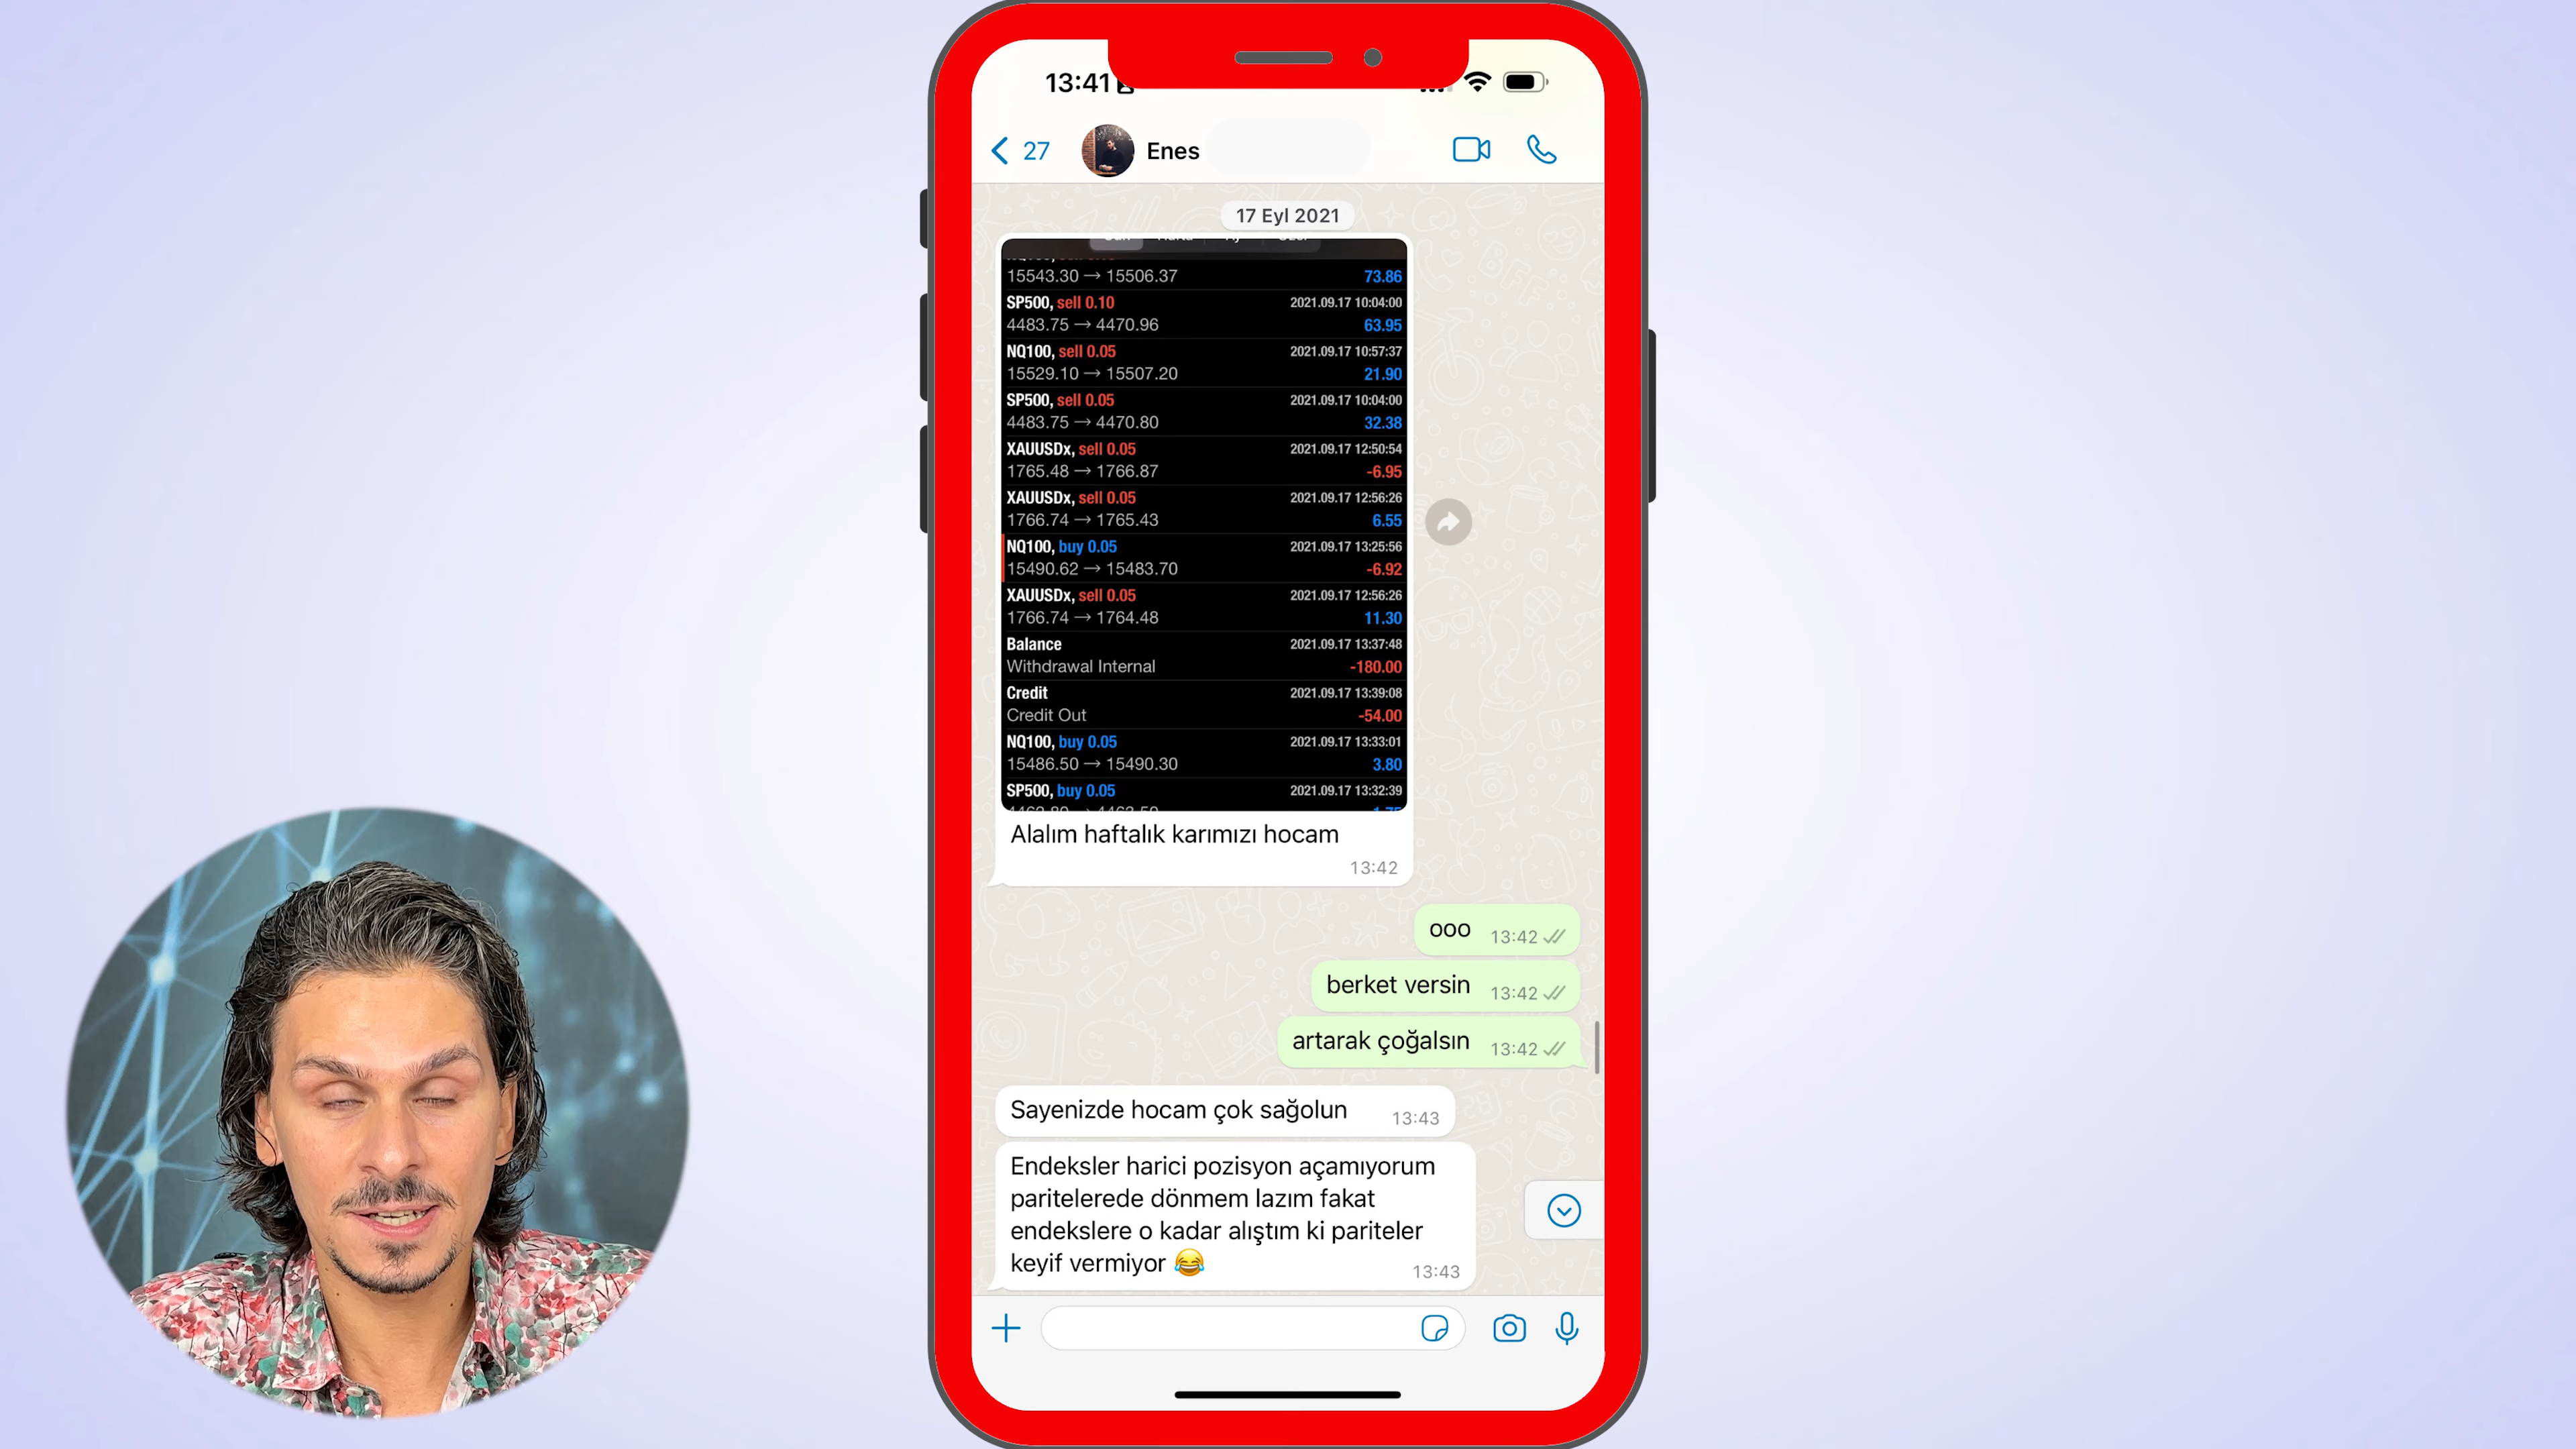 13:41
27 Enes
17 Eyl 2021
15543.30 → 15506.37 73.86
SP500, sell 0.10 2021.09.17 10:04:00
4483.75 → 4470.96 63.95
NQ100, sell 0.05 2021.09.17 10:57:37
15529.10 → 15507.20 21.90
SP500, sell 0.05 2021.09.17 10:04:00
4483.75 → 4470.80 32.38
XAUUSDx, sell 0.05 2021.09.17 12:50:54
1765.48 → 1766.87 -6.95
XAUUSDx, sell 0.05 2021.09.17 12:56:26
1766.74 → 1765.43 6.55
NQ100, buy 0.05 2021.09.17 13:25:56
15490.62 → 15483.70 -6.92
XAUUSDx, sell 0.05 2021.09.17 12:56:26
1766.74 → 1764.48 11.30
Balance 2021.09.17 13:37:48
Withdrawal Internal -180.00
Credit 2021.09.17 13:39:08
Credit Out -54.00
NQ100, buy 0.05 2021.09.17 13:33:01
15486.50 → 15490.30 3.80
SP500, buy 0.05 2021.09.17 13:32:39
Alalım haftalık karımızı hocam
13:42
ooo 13:42
berket versin 13:42
artarak çoğalsın 13:42
Sayenizde hocam çok sağolun 13:43
Endeksler harici pozisyon açamıyorum
paritelerede dönmem lazım fakat
endekslere o kadar alıştım ki pariteler
keyif vermiyor 😂 13:43